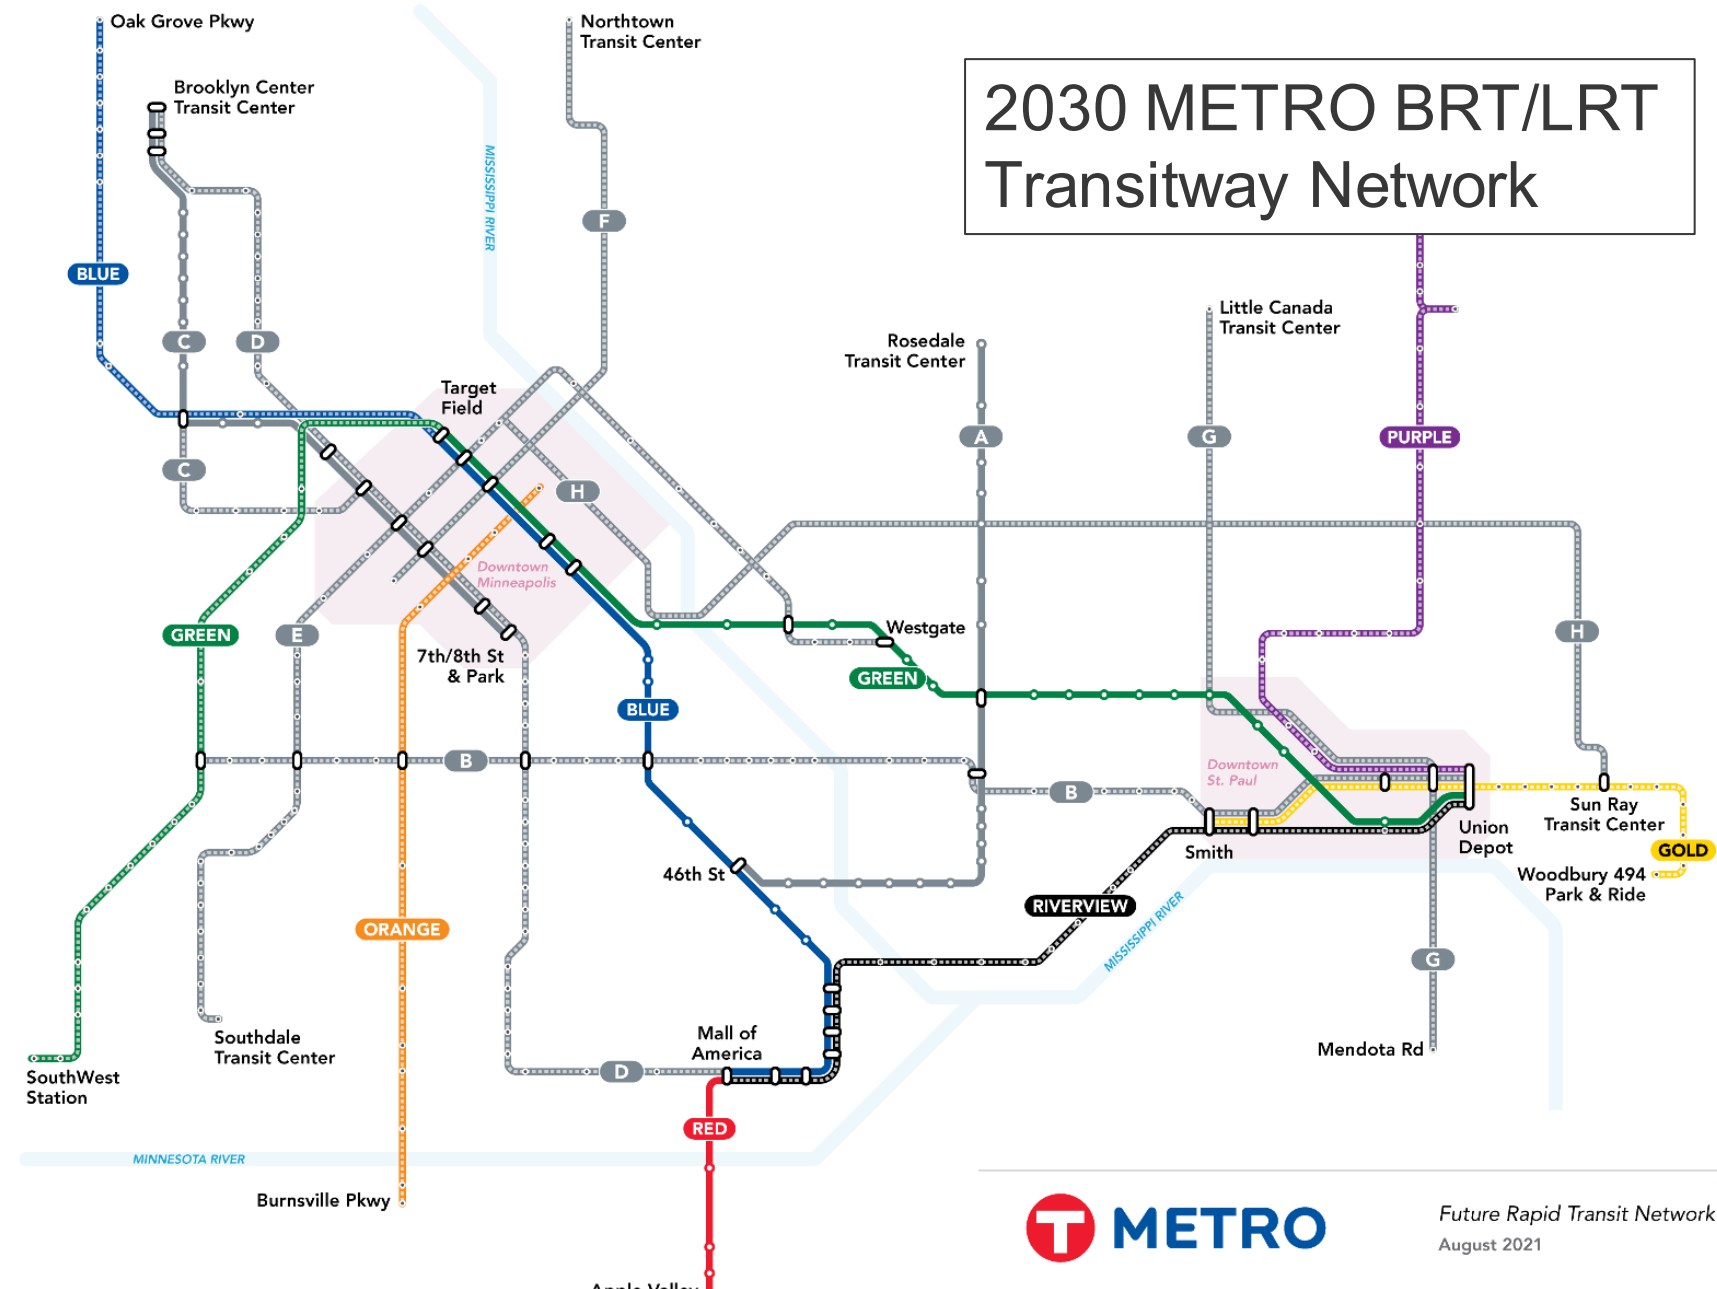 Oak Grove Pkwy
Northtown
Transit Center
Brooklyn Center
Transit Center
2030 METRO BRT/LRT
Transitway Network
MISSISSIPPI RIVER
F
BLUE
Little Canada
Transit Center
Rosedale
Transit Center
C
D
Target
Field
A
G
PURPLE
C
H
Downtown
Minneapolis
GREEN
E
Westgate
H
7th/8th St
& Park
GREEN
BLUE
B
Downtown
St. Paul
B
Sun Ray
Transit Center
Union
Depot
Smith
GOLD
46th St
Woodbury 494
Park & Ride
RIVERVIEW
ORANGE
MISSISSIPPI RIVER
G
Southdale
Transit Center
Mall of
America
Mendota Rd
D
SouthWest
Station
RED
MINNESOTA RIVER
Burnsville Pkwy
T METRO
Future Rapid Transit Network
August 2021
Apple Valley